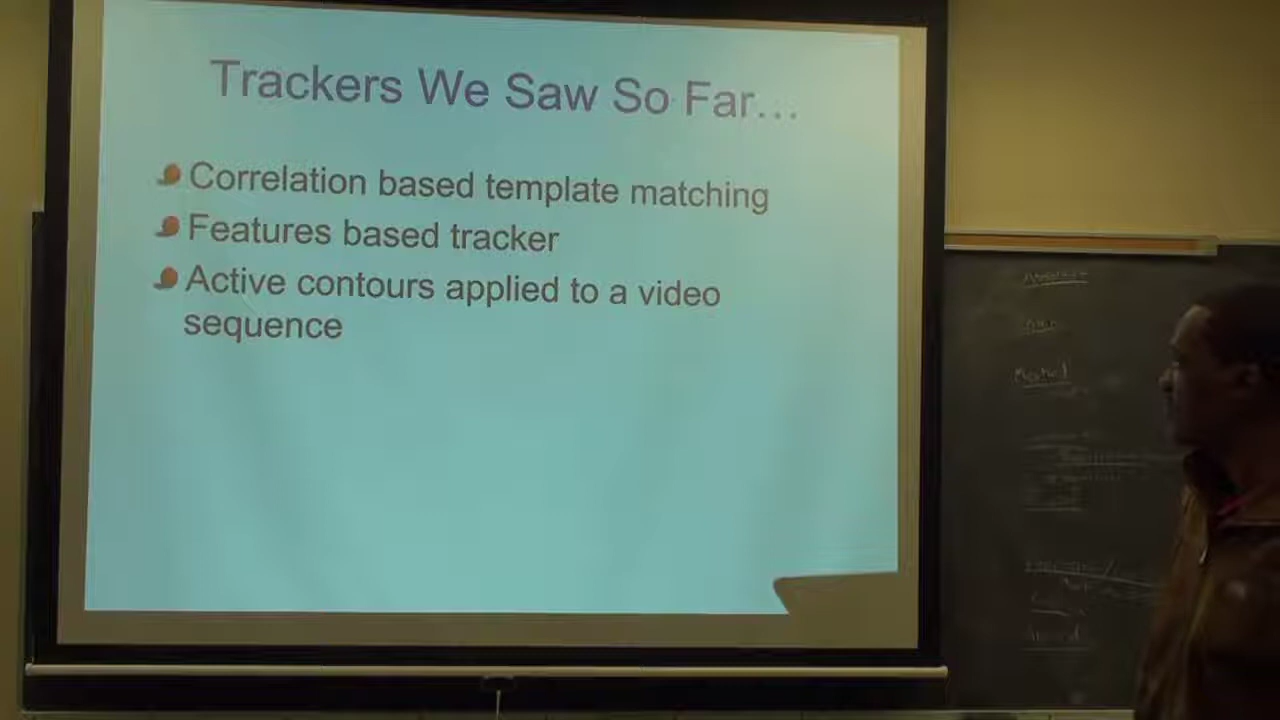 Trackers We Saw So Far...
Correlation based template matching
Features based tracker
Active contours applied to a video
sequence